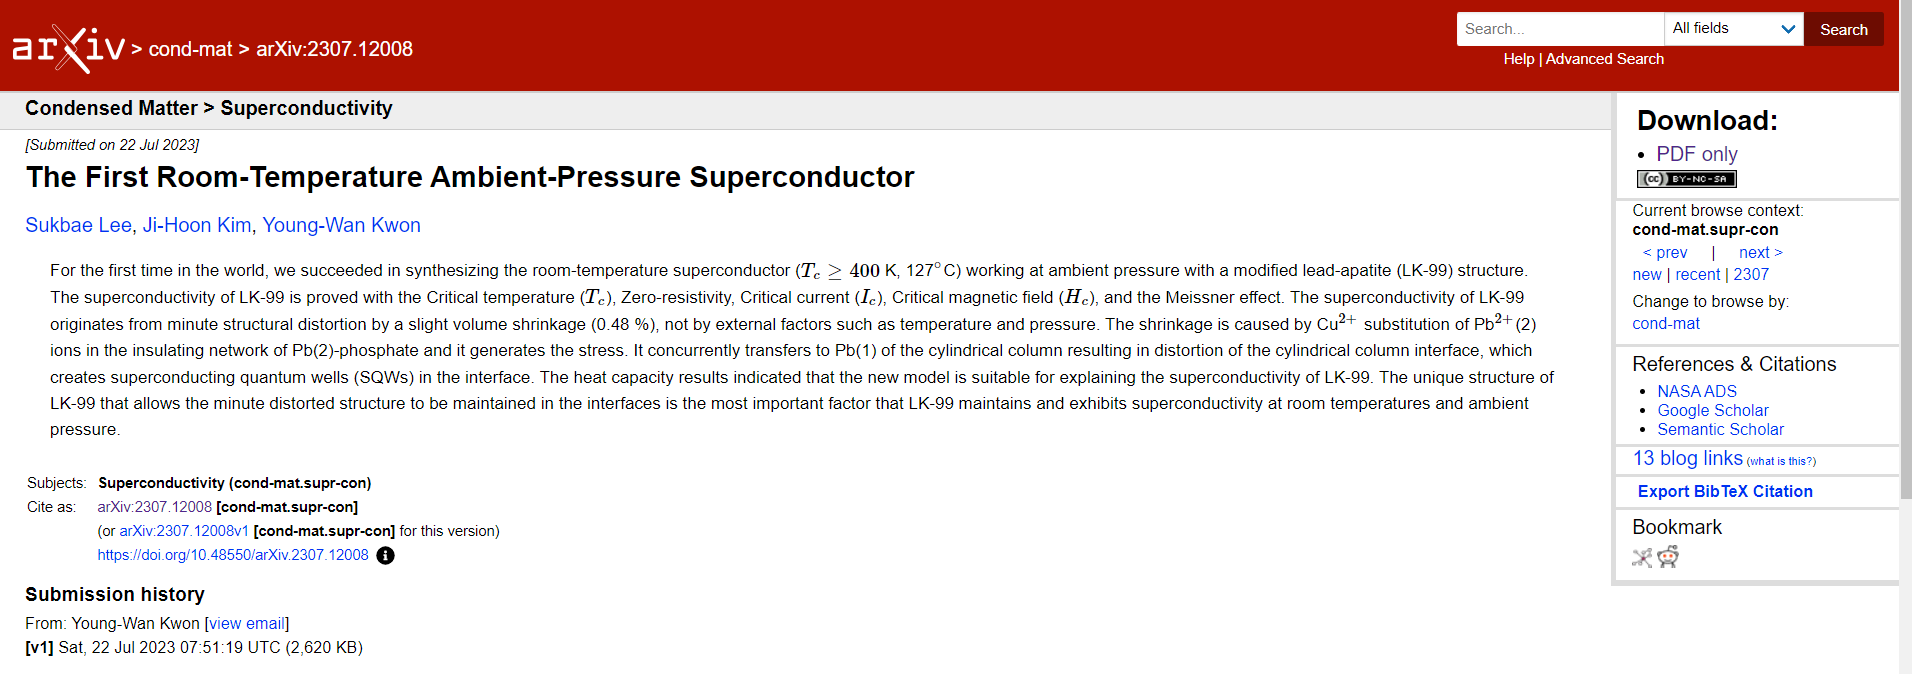 arXiv > cond-mat > arXiv:2307.12008
Search...
All fields
Search
Help | Advanced Search
Condensed Matter > Superconductivity
[Submitted on 22 Jul 2023]
The First Room-Temperature Ambient-Pressure Superconductor
Sukbae Lee, Ji-Hoon Kim, Young-Wan Kwon
For the first time in the world, we succeeded in synthesizing the room-temperature superconductor (T_c ≥ 400 K, 127°C) working at ambient pressure with a modified lead-apatite (LK-99) structure.
The superconductivity of LK-99 is proved with the Critical temperature (T_c), Zero-resistivity, Critical current (I_c), Critical magnetic field (H_c), and the Meissner effect. The superconductivity of LK-99
originates from minute structural distortion by a slight volume shrinkage (0.48 %), not by external factors such as temperature and pressure. The shrinkage is caused by Cu²⁺ substitution of Pb²⁺(2)
ions in the insulating network of Pb(2)-phosphate and it generates the stress. It concurrently transfers to Pb(1) of the cylindrical column resulting in distortion of the cylindrical column interface, which
creates superconducting quantum wells (SQWs) in the interface. The heat capacity results indicated that the new model is suitable for explaining the superconductivity of LK-99. The unique structure of
LK-99 that allows the minute distorted structure to be maintained in the interfaces is the most important factor that LK-99 maintains and exhibits superconductivity at room temperatures and ambient
pressure.
Subjects: Superconductivity (cond-mat.supr-con)
Cite as: arXiv:2307.12008 [cond-mat.supr-con]
(or arXiv:2307.12008v1 [cond-mat.supr-con] for this version)
https://doi.org/10.48550/arXiv.2307.12008
Submission history
From: Young-Wan Kwon [view email]
[v1] Sat, 22 Jul 2023 07:51:19 UTC (2,620 KB)
Download:
• PDF only
(cc) BY-NC-SA
Current browse context:
cond-mat.supr-con
< prev | next >
new | recent | 2307
Change to browse by:
cond-mat
References & Citations
• NASA ADS
• Google Scholar
• Semantic Scholar
13 blog links (what is this?)
Export BibTeX Citation
Bookmark